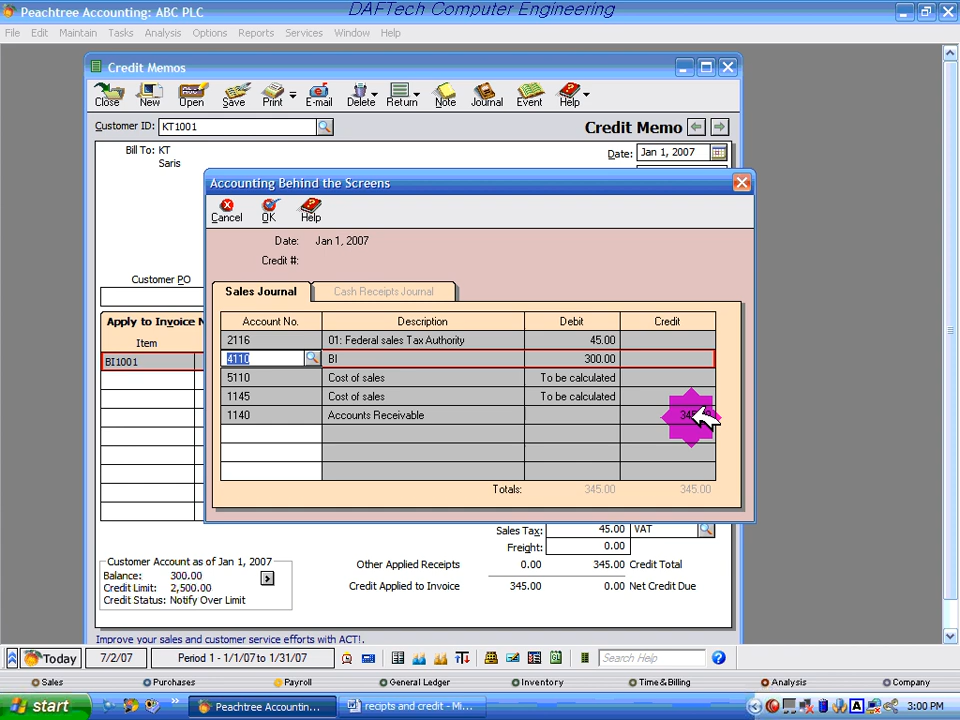 Peachtree Accounting: ABC PLC
DAFTech Computer Engineering
File Edit Maintain Tasks Analysis Options Reports Services Window Help
Credit Memos
Close New Open Save Print E-mail Delete Return Note Journal Event Help
Customer ID: KT1001
Credit Memo
Bill To: KT
Saris
Date: Jan 1, 2007
Accounting Behind the Screens
Cancel OK Help
Date: Jan 1, 2007
Credit #:
Customer PO
Sales Journal Cash Receipts Journal
Apply to Invoice N
Account No. Description Debit Credit
Item
2116 01: Federal sales Tax Authority 45.00
BI1001
4110 BI 300.00
5110 Cost of sales To be calculated
1145 Cost of sales To be calculated
1140 Accounts Receivable
Totals: 345.00 345.00
Sales Tax: 45.00 VAT
Freight: 0.00
Customer Account as of Jan 1, 2007
Balance: 300.00
Credit Limit: 2,500.00
Credit Status: Notify Over Limit
Other Applied Receipts 0.00 345.00 Credit Total
Credit Applied to Invoice 345.00 0.00 Net Credit Due
Improve your sales and customer service efforts with ACT!.
Today 7/2/07 Period 1 - 1/1/07 to 1/31/07 Search Help
Sales Purchases Payroll General Ledger Inventory Time & Billing Analysis Company
start Peachtree Accountin... recipts and credit - Mi... 3:00 PM